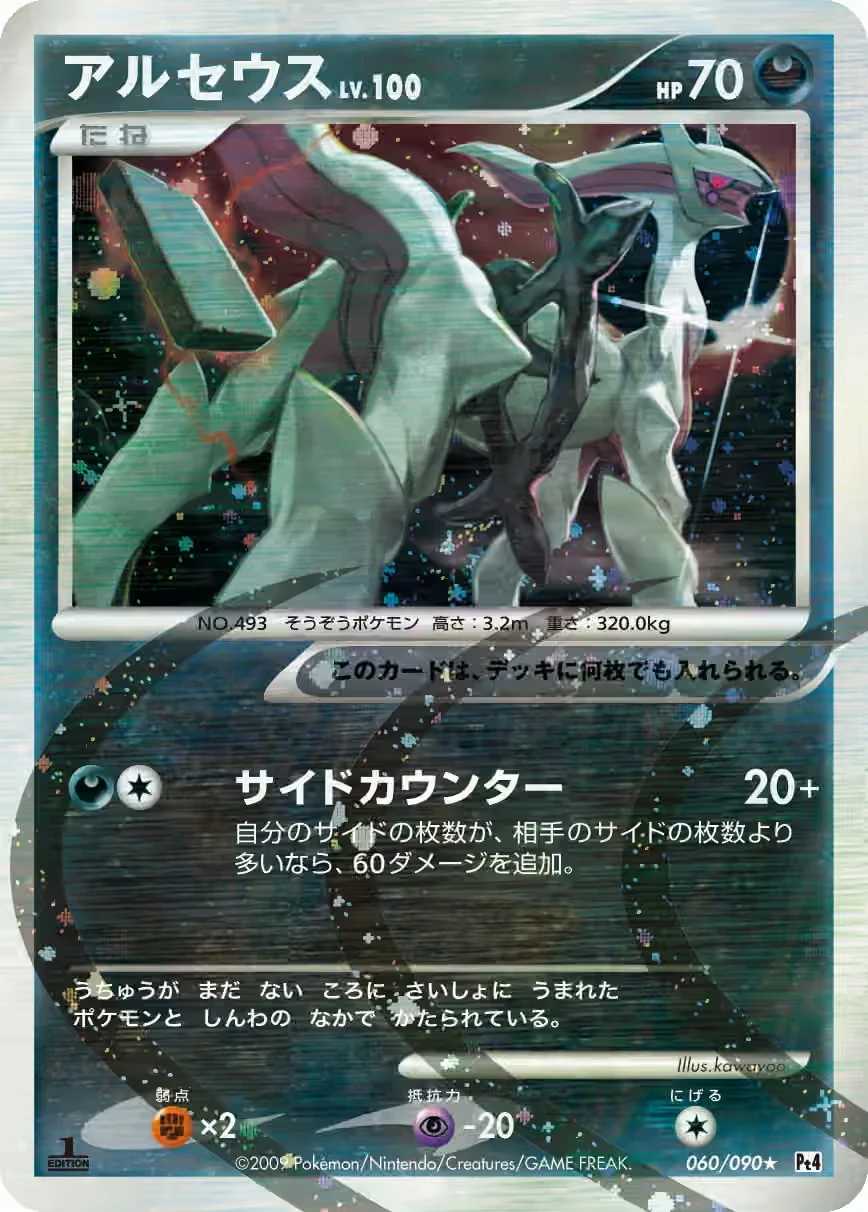 アルセウス LV.100 HP 70
たね
NO.493 そうぞうポケモン 高さ:3.2m 重さ:320.0kg
このカードは、デッキに何枚でも入れられる。
サイドカウンター 20+
自分のサイドの枚数が、相手のサイドの枚数より
多いなら、60ダメージを追加。
うちゅうが まだ ない ころに さいしょに うまれた
ポケモンと しんわの なかで かたられている。
Illus.kawayoo
弱点 抵抗力 にげる
×2 -20
1 EDITION ©2009 Pokémon/Nintendo/Creatures/GAME FREAK. 060/090★ Pt4